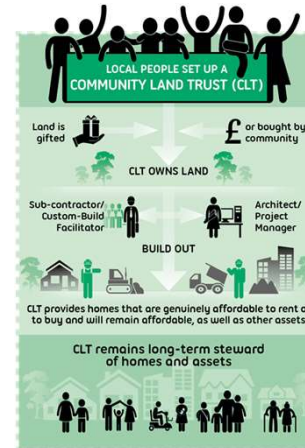 LOCAL PEOPLE SET UP A
COMMUNITY LAND TRUST (CLT)
Land is
gifted
£ or bought by
community
CLT OWNS LAND
Sub-contractor/
Custom-Build
Facilitator
Architect/
Project
Manager
BUILD OUT
CLT provides homes that are genuinely affordable to rent o
to buy and will remain affordable, as well as other assets
CLT remains long-term steward
of homes and assets